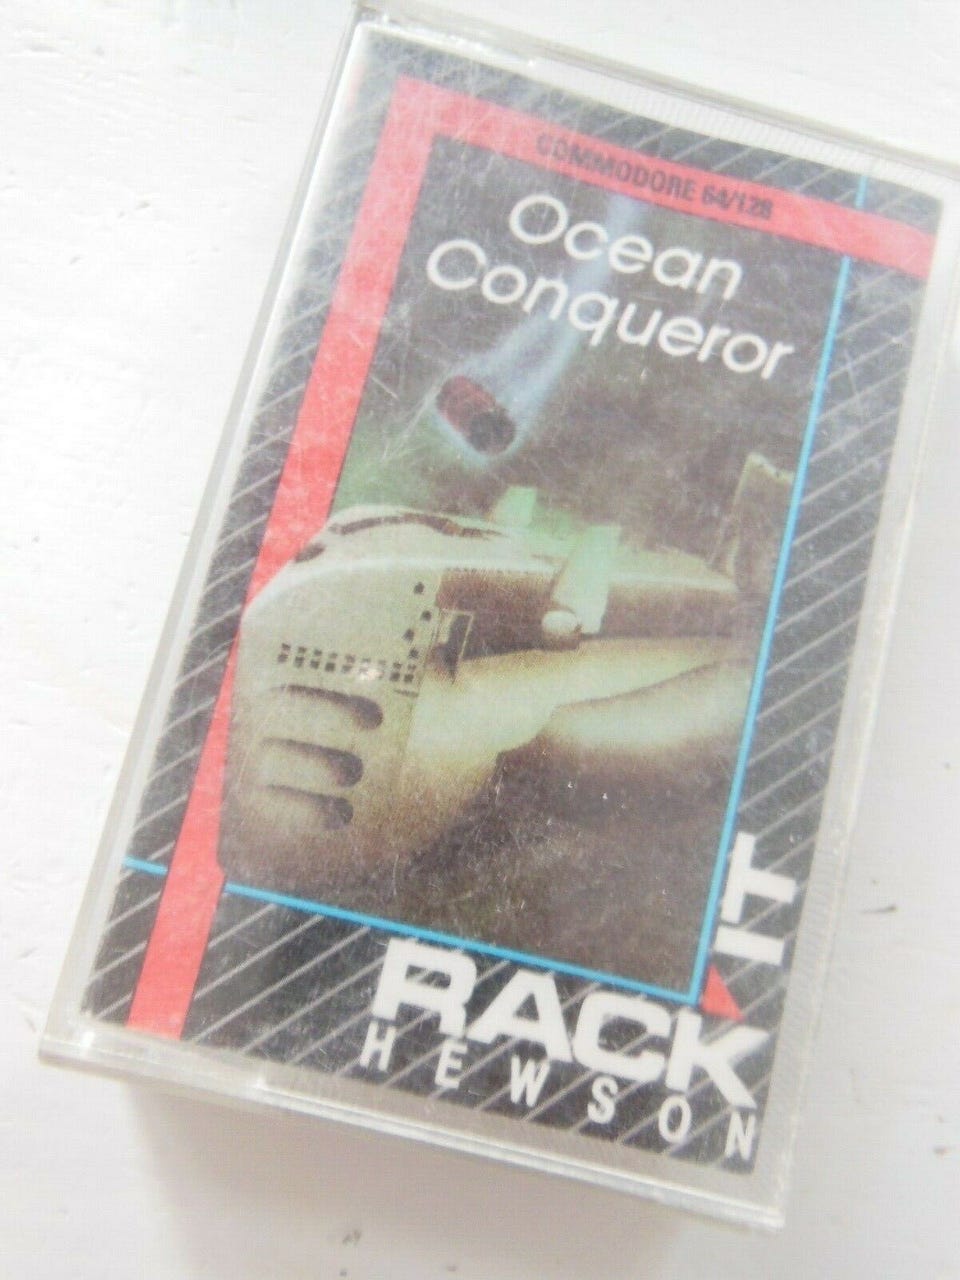 COMMODORE 64/128
Ocean
Conqueror
RACK
IT
HEWSON